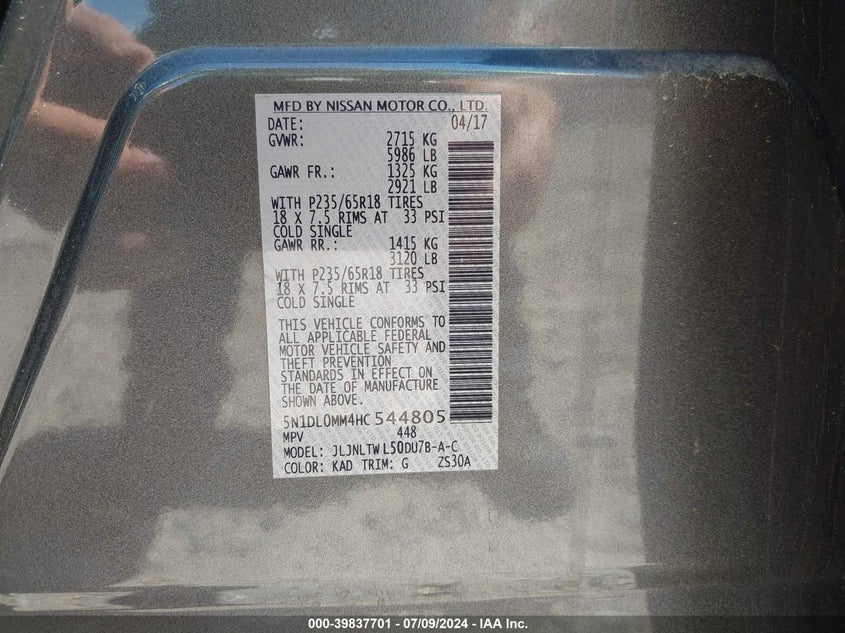 MFD BY NISSAN MOTOR CO., LTD.
DATE: 04/17
GVWR: 2715 KG
5986 LB
GAWR FR.: 1325 KG
2921 LB
WITH P235/65R18 TIRES
18 X 7.5 RIMS AT 33 PSI
COLD SINGLE
GAWR RR.: 1415 KG
3120 LB
WITH P235/65R18 TIRES
18 X 7.5 RIMS AT 33 PSI
COLD SINGLE
THIS VEHICLE CONFORMS TO
ALL APPLICABLE FEDERAL
MOTOR VEHICLE SAFETY AND
THEFT PREVENTION
STANDARDS IN EFFECT ON
THE DATE OF MANUFACTURE
SHOWN ABOVE.
5N1DL0MM4HC544805
MPV 448
MODEL: JLJNLTWL50DU7B-A-C
COLOR: KAD TRIM: G ZS30A
000-39837701 - 07/09/2024 - IAA Inc.